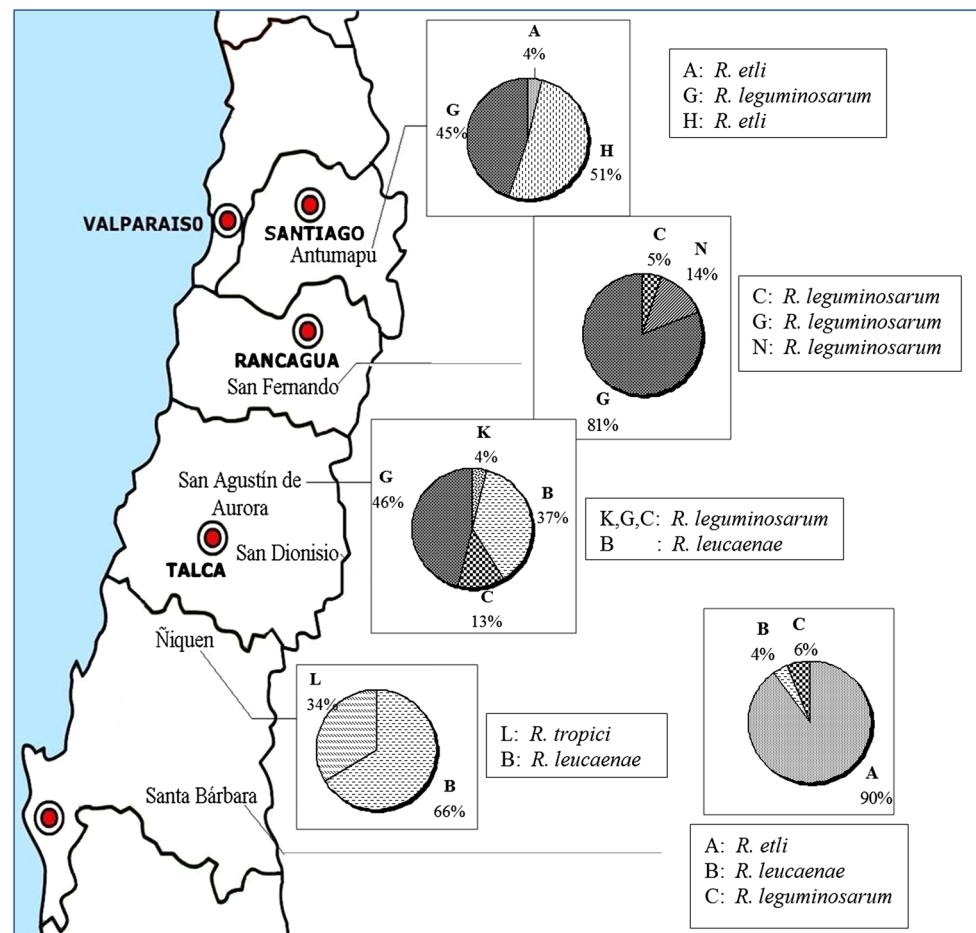 A
4%
G
45%
H
51%
A: R. etli
G: R. leguminosarum
H: R. etli
VALPARAISO
SANTIAGO
Antumapu
C
5%
N
14%
G
81%
C: R. leguminosarum
G: R. leguminosarum
N: R. leguminosarum
RANCAGUA
San Fernando
K
4%
G
46%
B
37%
C
13%
K,G,C: R. leguminosarum
B : R. leucaenae
San Agustín de
Aurora
San Dionisio
TALCA
Ñiquen
L
34%
B
66%
L: R. tropici
B: R. leucaenae
B
4%
C
6%
A
90%
Santa Bárbara
A: R. etli
B: R. leucaenae
C: R. leguminosarum